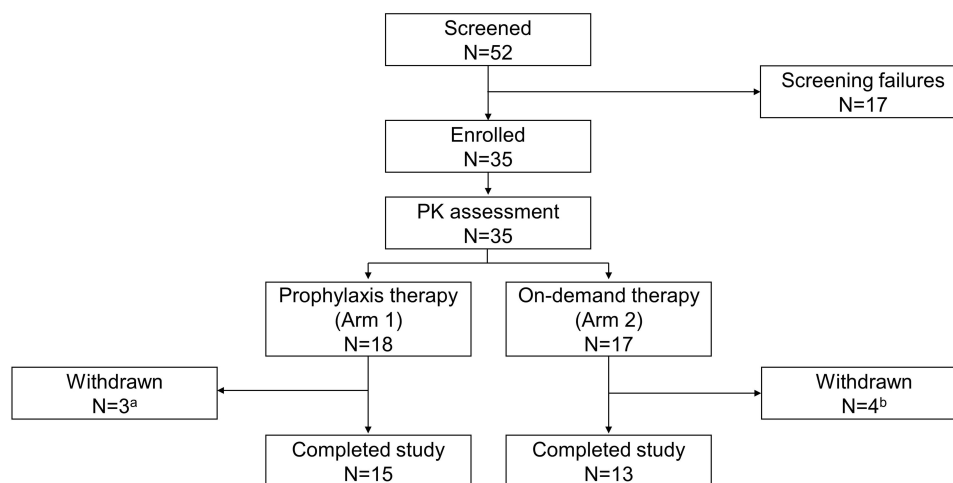 Screened
N=52
Screening failures
N=17
Enrolled
N=35
PK assessment
N=35
Prophylaxis therapy
(Arm 1)
N=18
On-demand therapy
(Arm 2)
N=17
Withdrawn
N=3ᵃ
Withdrawn
N=4ᵇ
Completed study
N=15
Completed study
N=13